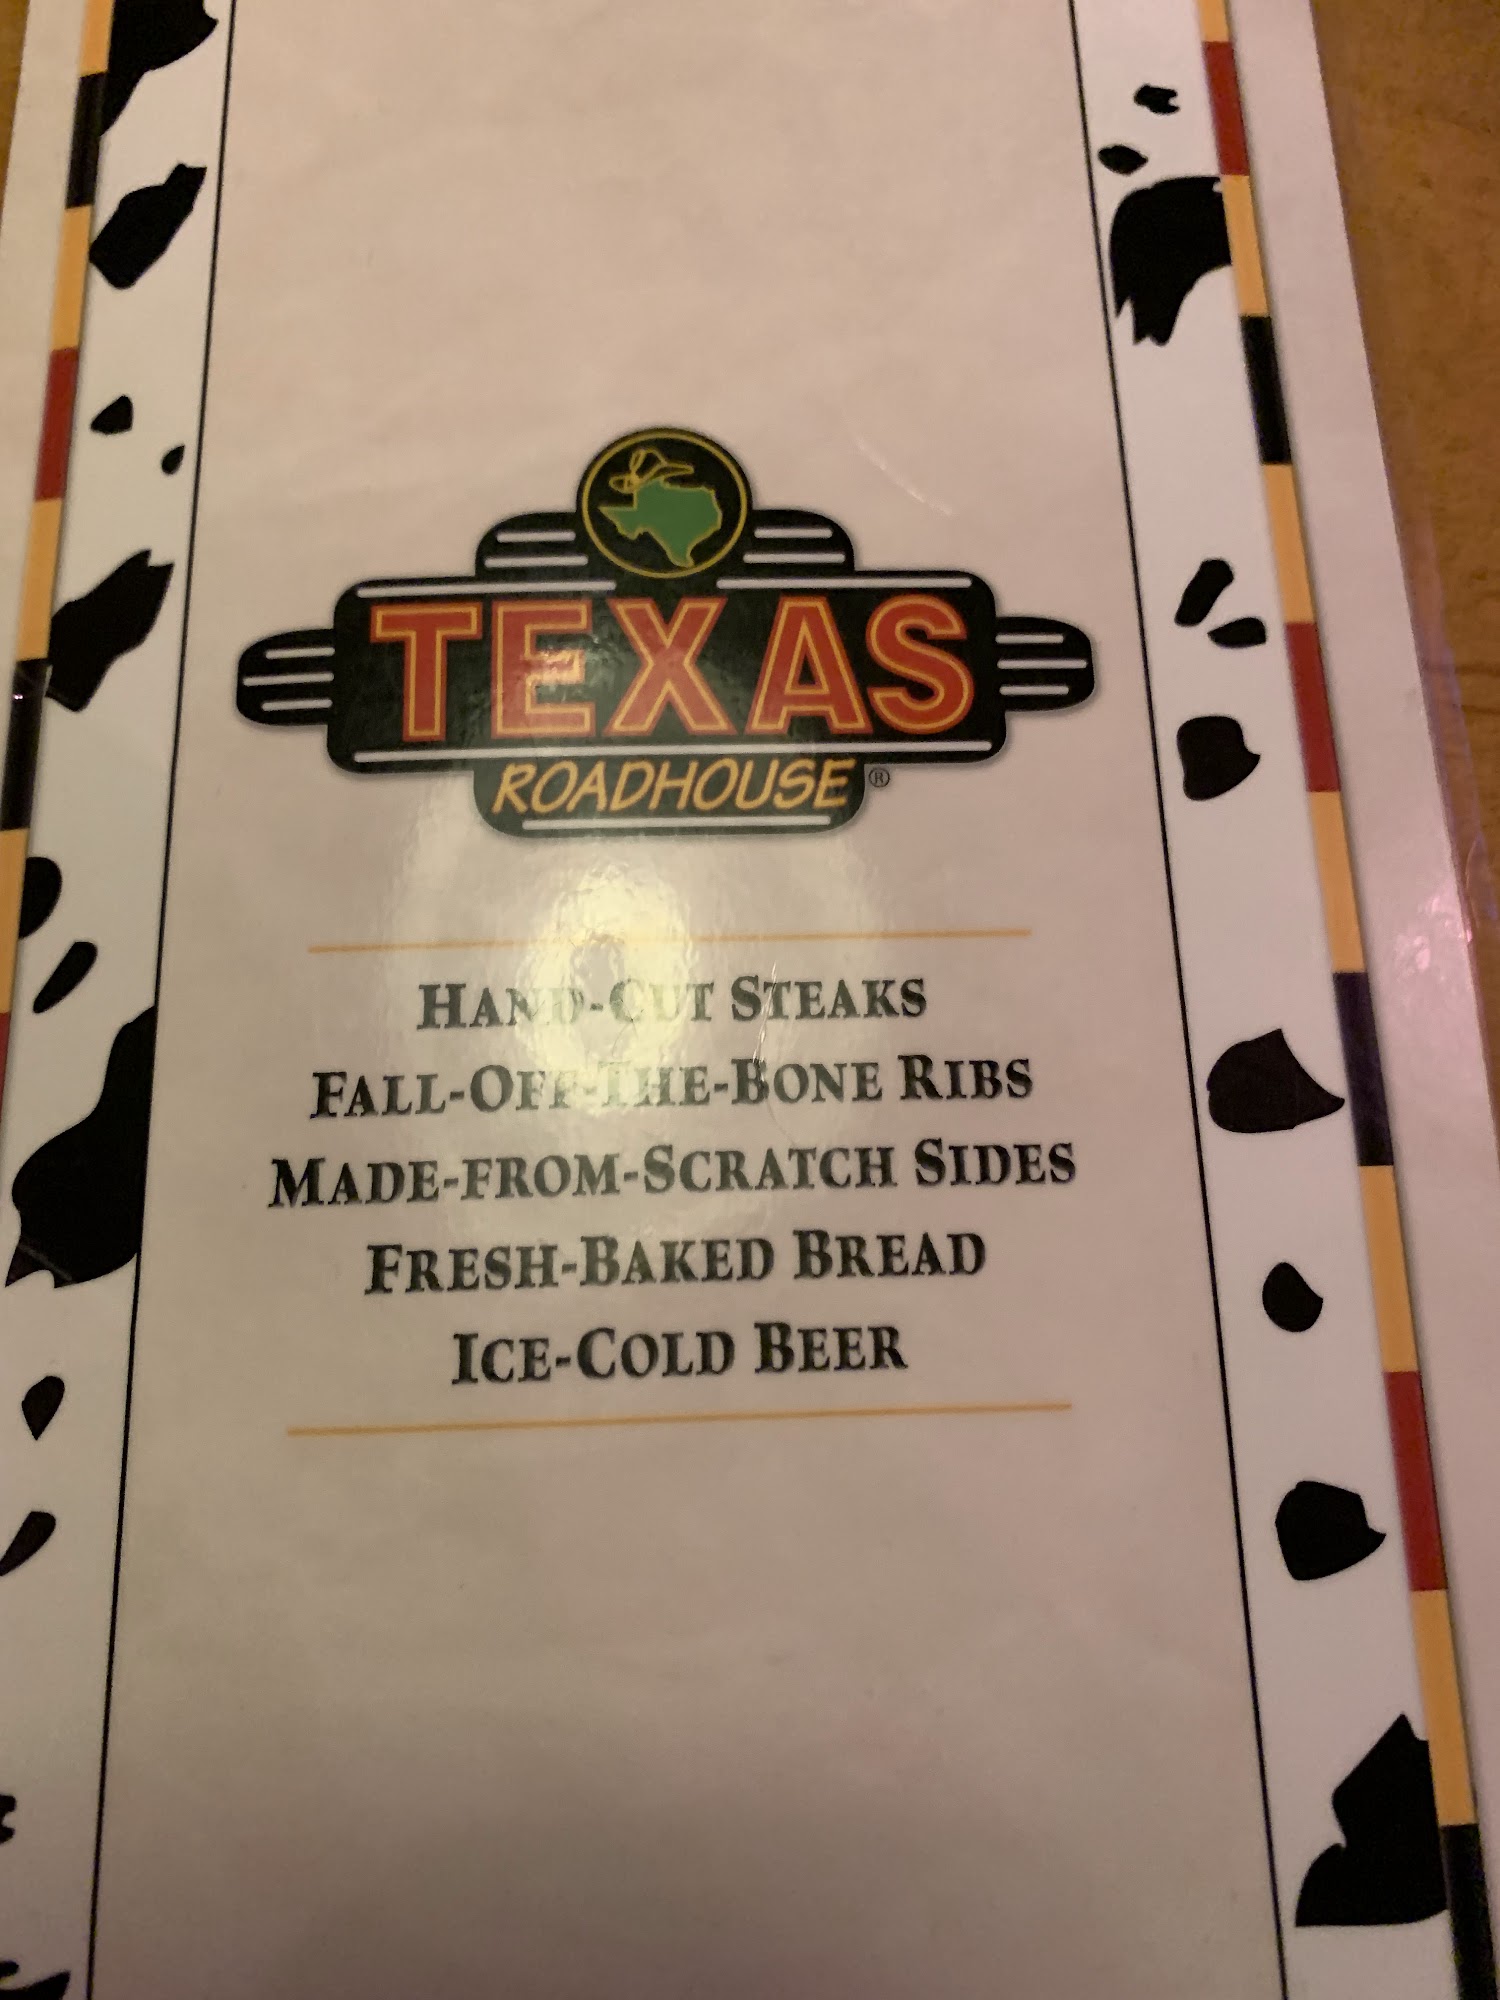 TEXAS
ROADHOUSE®
HAND-CUT STEAKS
FALL-OFF-THE-BONE RIBS
MADE-FROM-SCRATCH SIDES
FRESH-BAKED BREAD
ICE-COLD BEER